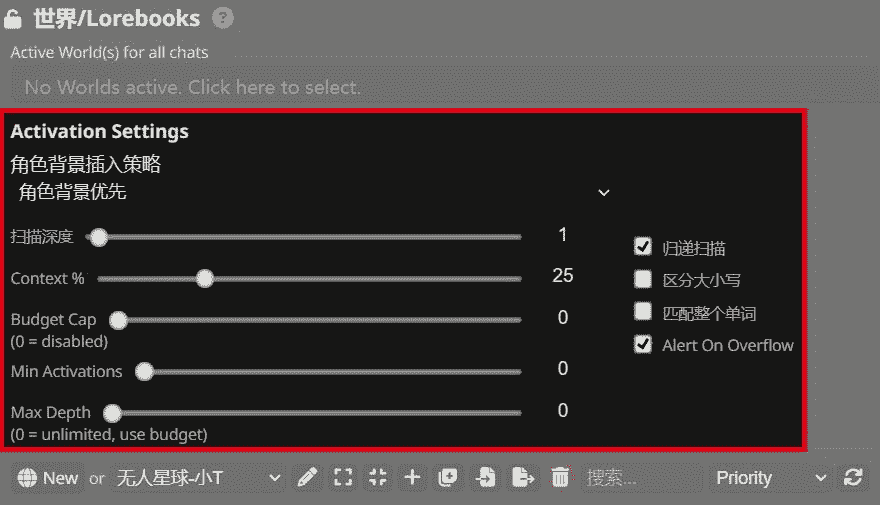 世界/Lorebooks ?
Active World(s) for all chats
No Worlds active. Click here to select.
Activation Settings
角色背景插入策略
角色背景优先
扫描深度 1
Context % 25
Budget Cap 0
(0 = disabled)
Min Activations 0
Max Depth 0
(0 = unlimited, use budget)
归递扫描
区分大小写
匹配整个单词
Alert On Overflow
New or 无人星球-小T 搜索... Priority